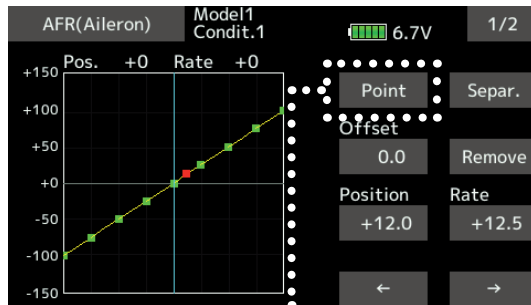 AFR(Aileron) Model1 6.7V 1/2
Condit.1
Pos. +0 Rate +0
+150
+100
+50
+0
-50
-100
-150
Point Separ.
Offset
0.0 Remove
Position Rate
+12.0 +12.5
← →